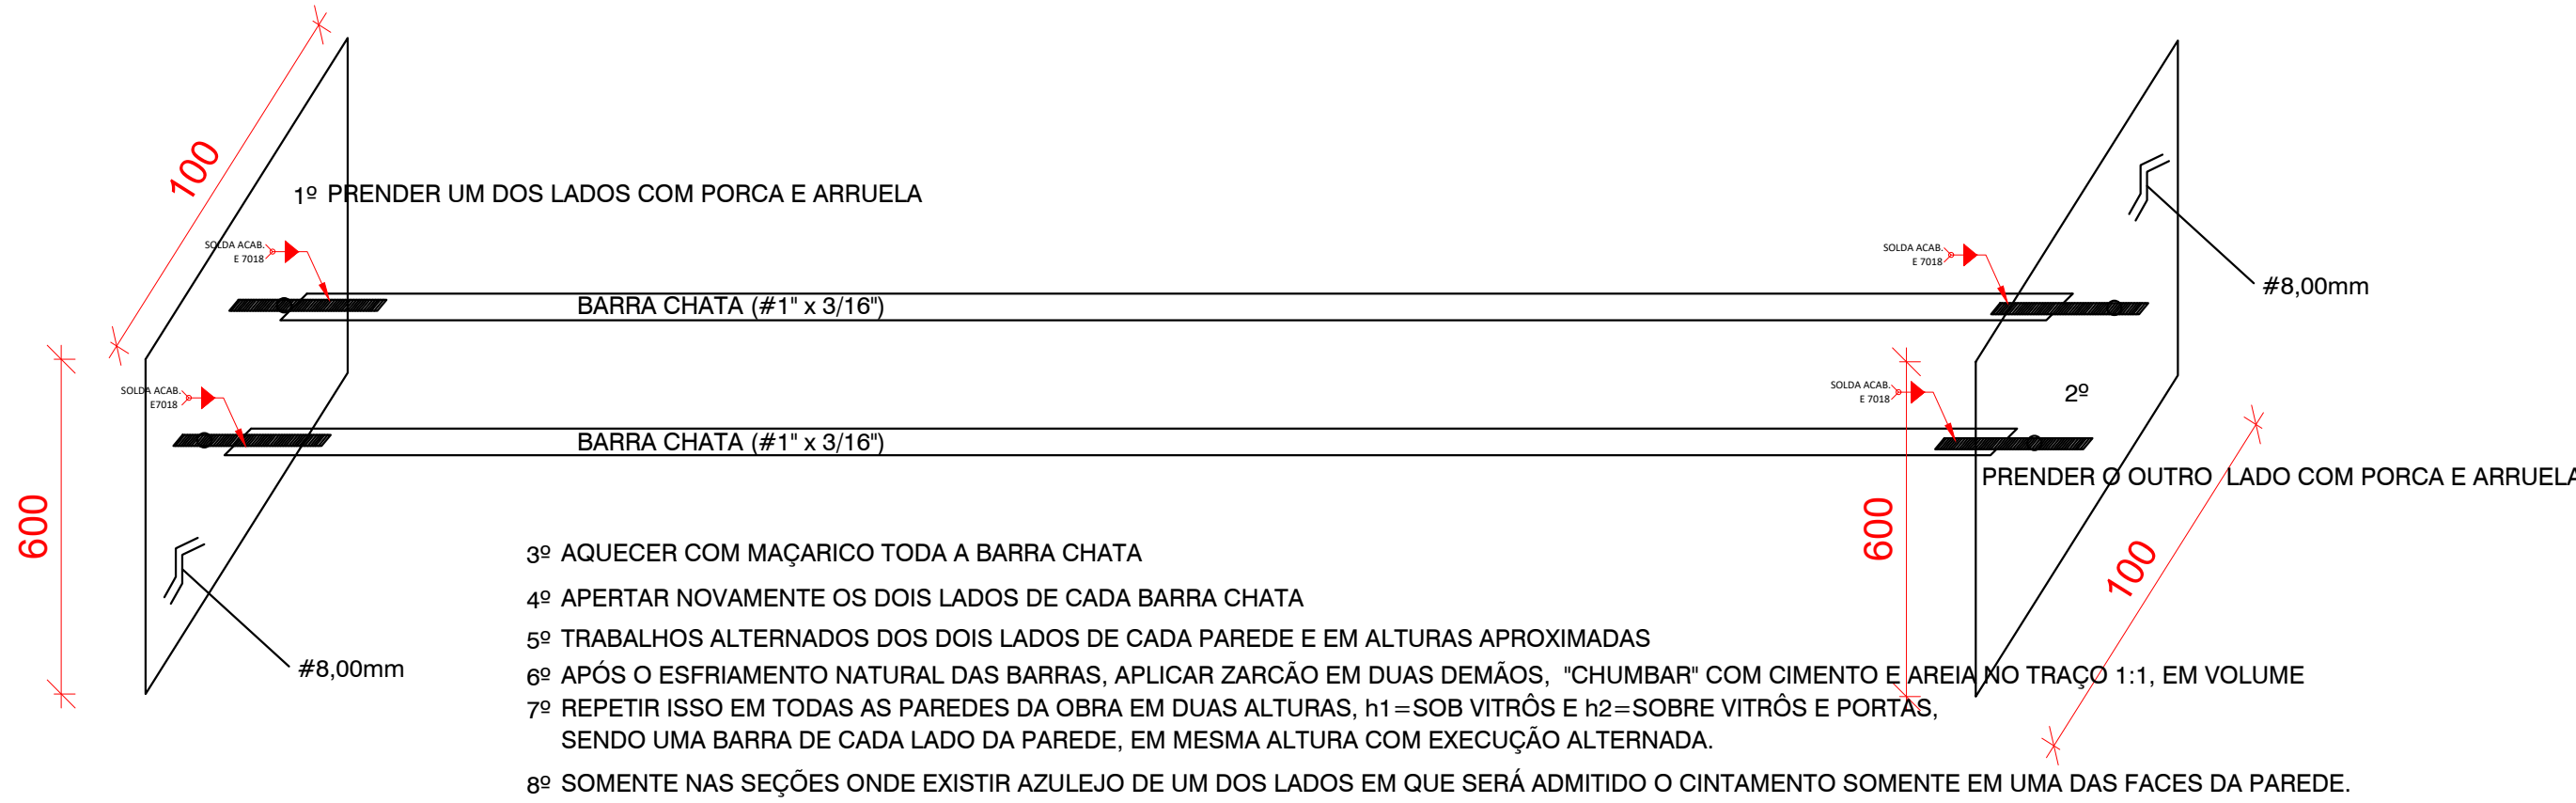 100
1º PRENDER UM DOS LADOS COM PORCA E ARRUELA
SOLDA ACAB.
E 7018
SOLDA ACAB.
E 7018
#8,00mm
BARRA CHATA (#1" x 3/16")
SOLDA ACAB.
E7018
SOLDA ACAB.
E 7018
2º
BARRA CHATA (#1" x 3/16")
PRENDER O OUTRO LADO COM PORCA E ARRUELA
600
600
100
3º AQUECER COM MAÇARICO TODA A BARRA CHATA
4º APERTAR NOVAMENTE OS DOIS LADOS DE CADA BARRA CHATA
5º TRABALHOS ALTERNADOS DOS DOIS LADOS DE CADA PAREDE E EM ALTURAS APROXIMADAS
#8,00mm
6º APÓS O ESFRIAMENTO NATURAL DAS BARRAS, APLICAR ZARCÃO EM DUAS DEMÃOS, "CHUMBAR" COM CIMENTO E AREIA NO TRAÇO 1:1, EM VOLUME
7º REPETIR ISSO EM TODAS AS PAREDES DA OBRA EM DUAS ALTURAS, h1=SOB VITRÔS E h2=SOBRE VITRÔS E PORTAS,
SENDO UMA BARRA DE CADA LADO DA PAREDE, EM MESMA ALTURA COM EXECUÇÃO ALTERNADA.
8º SOMENTE NAS SEÇÕES ONDE EXISTIR AZULEJO DE UM DOS LADOS EM QUE SERÁ ADMITIDO O CINTAMENTO SOMENTE EM UMA DAS FACES DA PAREDE.